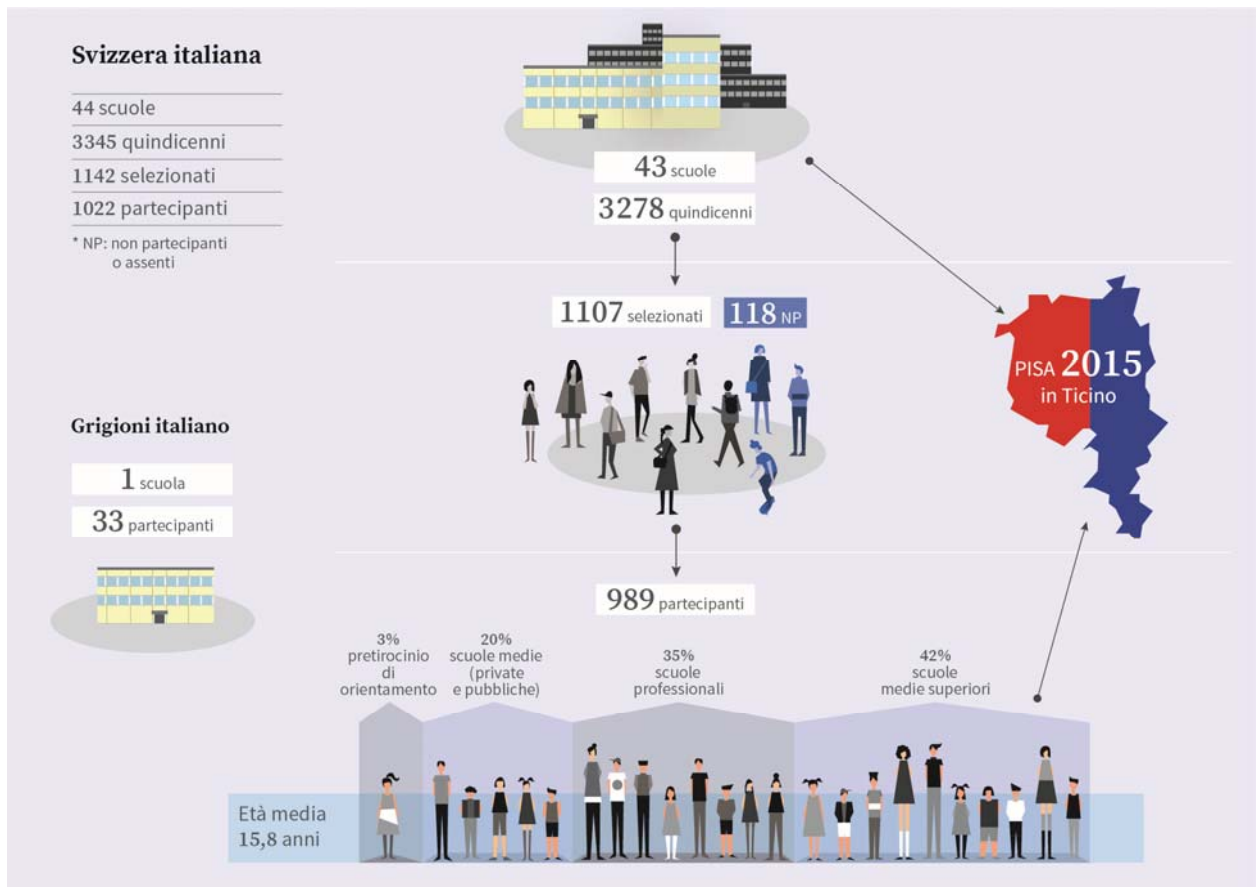 Svizzera italiana
44 scuole
3345 quindicenni
1142 selezionati
1022 partecipanti
* NP: non partecipanti
o assenti
43 scuole
3278 quindicenni
1107 selezionati
118 NP
PISA 2015
in Ticino
Grigioni italiano
1 scuola
33 partecipanti
989 partecipanti
3%
pretirocinio
di
orientamento
20%
scuole medie
(private
e pubbliche)
35%
scuole
professionali
42%
scuole
medie superiori
Età media
15,8 anni